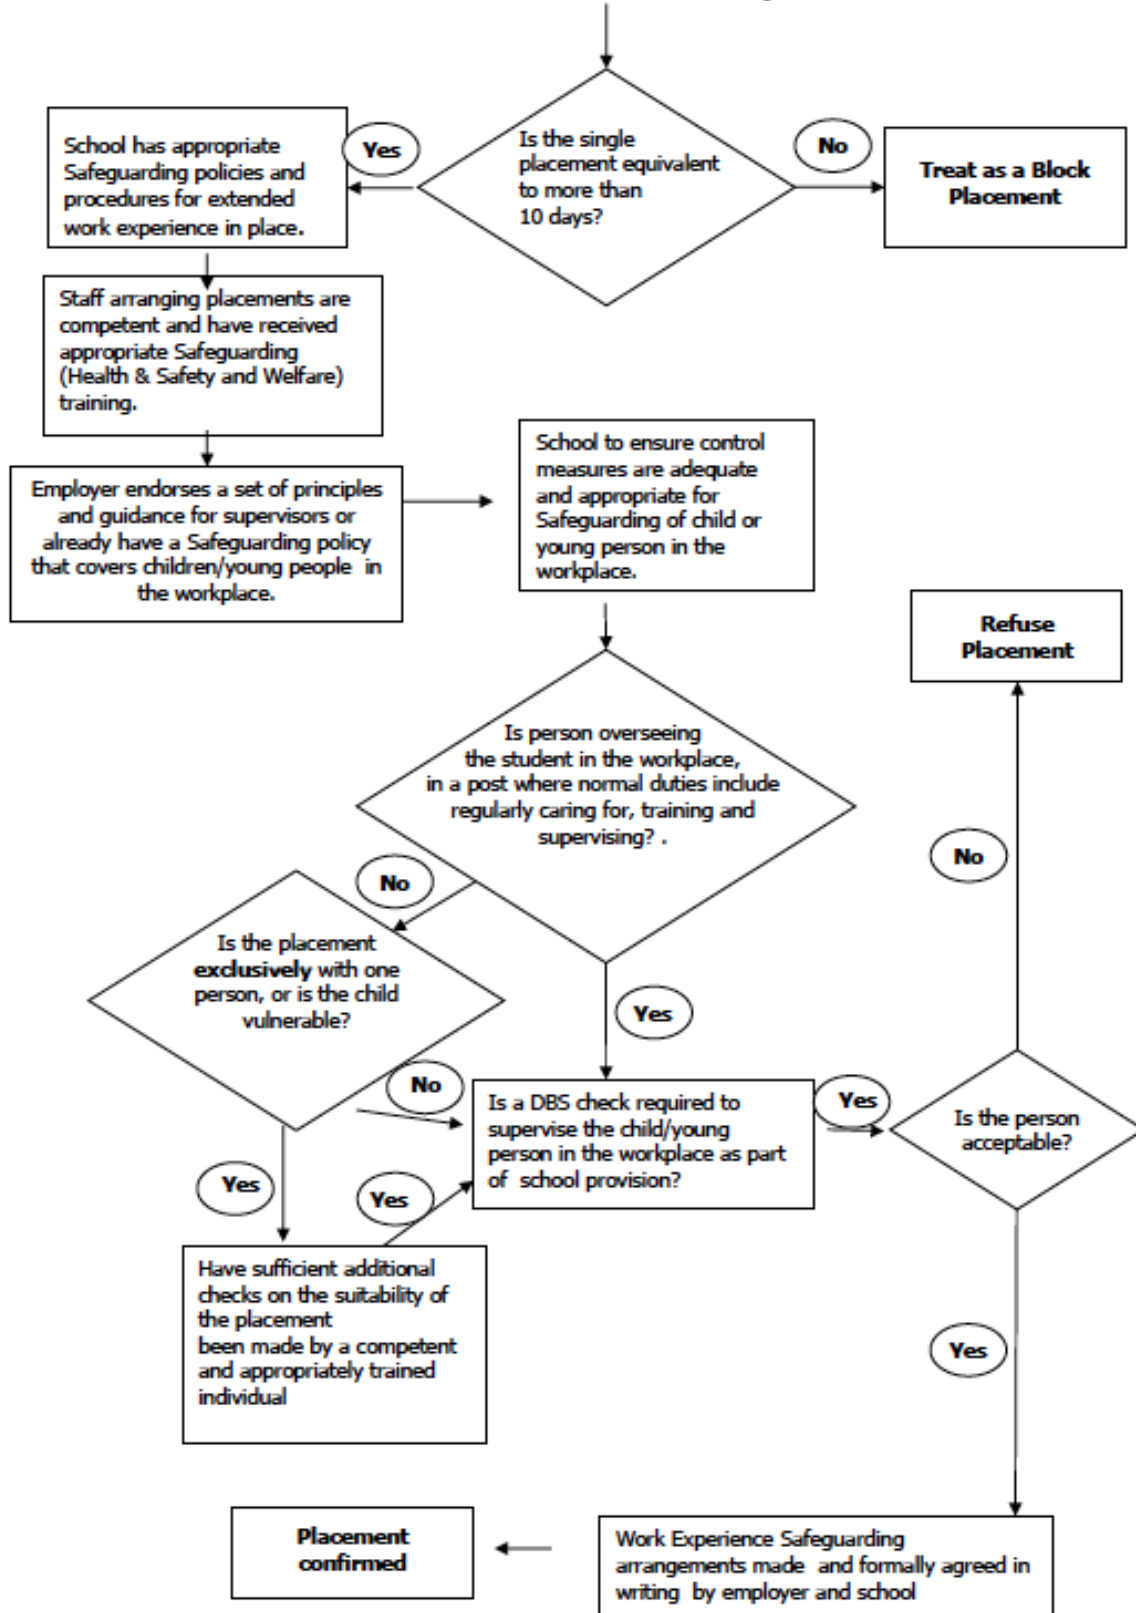 Is the single
placement equivalent
to more than
10 days?
Yes
No
School has appropriate
Safeguarding policies and
procedures for extended
work experience in place.
Treat as a Block
Placement
Staff arranging placements are
competent and have received
appropriate Safeguarding
(Health & Safety and Welfare)
training.
Employer endorses a set of principles
and guidance for supervisors or
already have a Safeguarding policy
that covers children/young people in
the workplace.
School to ensure control
measures are adequate
and appropriate for
Safeguarding of child or
young person in the
workplace.
Refuse
Placement
Is person overseeing
the student in the workplace,
in a post where normal duties include
regularly caring for, training and
supervising? .
No
No
Is the placement
exclusively with one
person, or is the child
vulnerable?
Yes
No
Is a DBS check required to
supervise the child/young
person in the workplace as part
of school provision?
Yes
Is the person
acceptable?
Yes
Yes
Have sufficient additional
checks on the suitability of
the placement
been made by a competent
and appropriately trained
individual
Yes
Placement
confirmed
Work Experience Safeguarding
arrangements made and formally agreed in
writing by employer and school